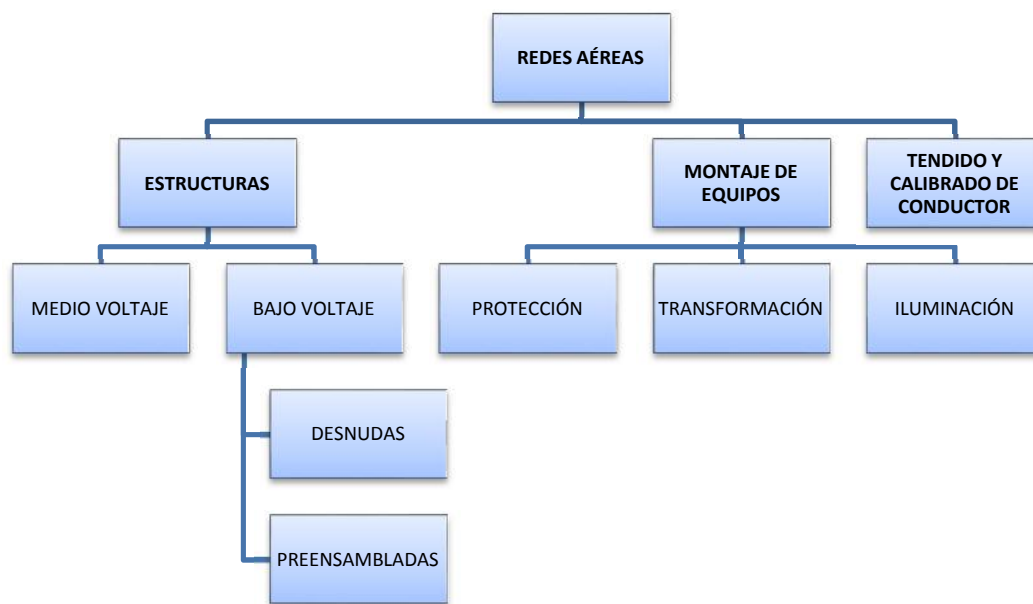 REDES AÉREAS
ESTRUCTURAS
MONTAJE DE
EQUIPOS
TENDIDO Y
CALIBRADO DE
CONDUCTOR
MEDIO VOLTAJE
BAJO VOLTAJE
PROTECCIÓN
TRANSFORMACIÓN
ILUMINACIÓN
DESNUDAS
PREENSAMBLADAS